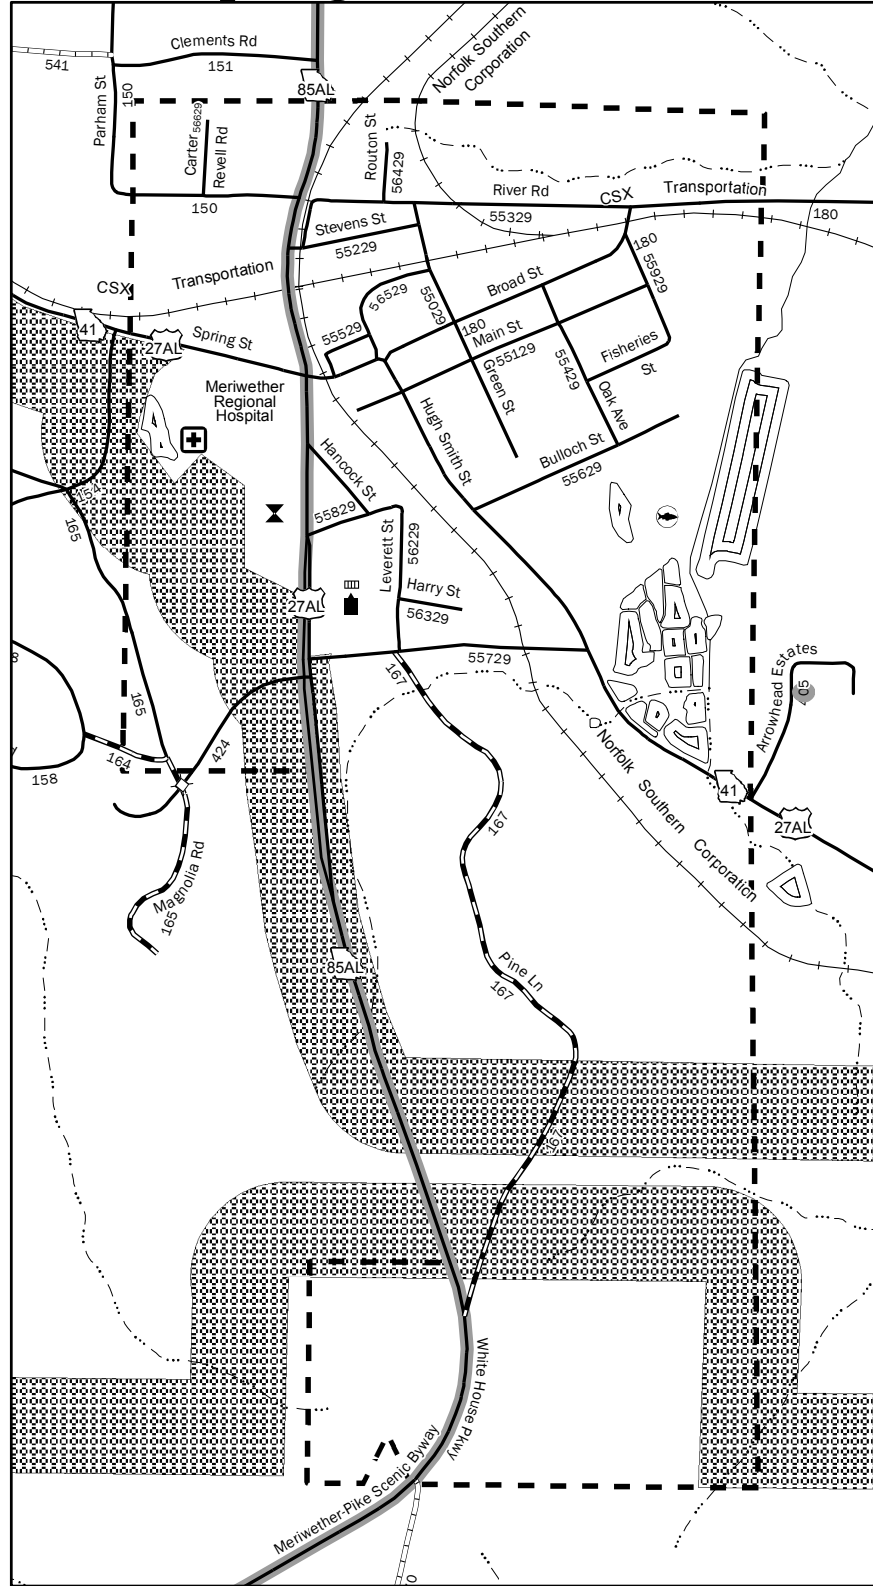 Clements Rd
541
151
Norfolk Southern
Corporation
85AL
Parham St
150
Carter
56629
Revell Rd
Routon St
56429
River Rd
CSX
Transportation
150
55329
180
Stevens St
55229
180
55929
CSX
Transportation
Broad St
56529
55029
41
27AL
Spring St
55529
180
Main St
55129
Fisheries
St
55429
Green St
Oak Ave
Meriwether
Regional
Hospital
Hugh Smith St
Bulloch St
55629
Hancock St
154
165
55829
Leverett St
56229
27AL
Harry St
56329
55729
167
Arrowhead Estates
165
164
424
158
Norfolk
Southern
Corporation
41
27AL
167
Magnolia Rd
165
85AL
Pine Ln
167
167
White House Pkwy
Meriwether-Pike Scenic Byway